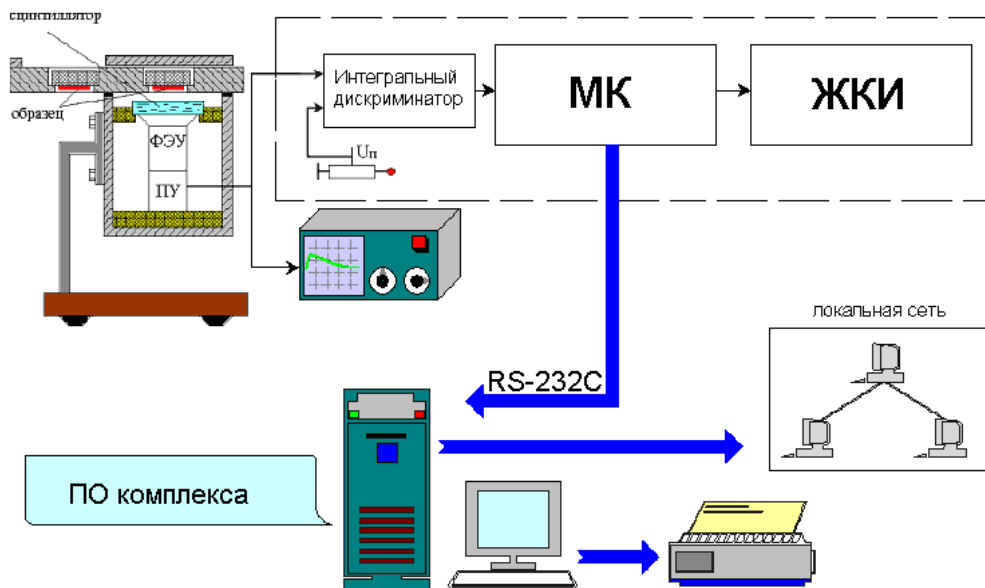 сцинтиллятор
образец
ФЭУ
ПУ
Интегральный
дискриминатор
Uп
МК
ЖКИ
локальная сеть
RS-232C
ПО комплекса